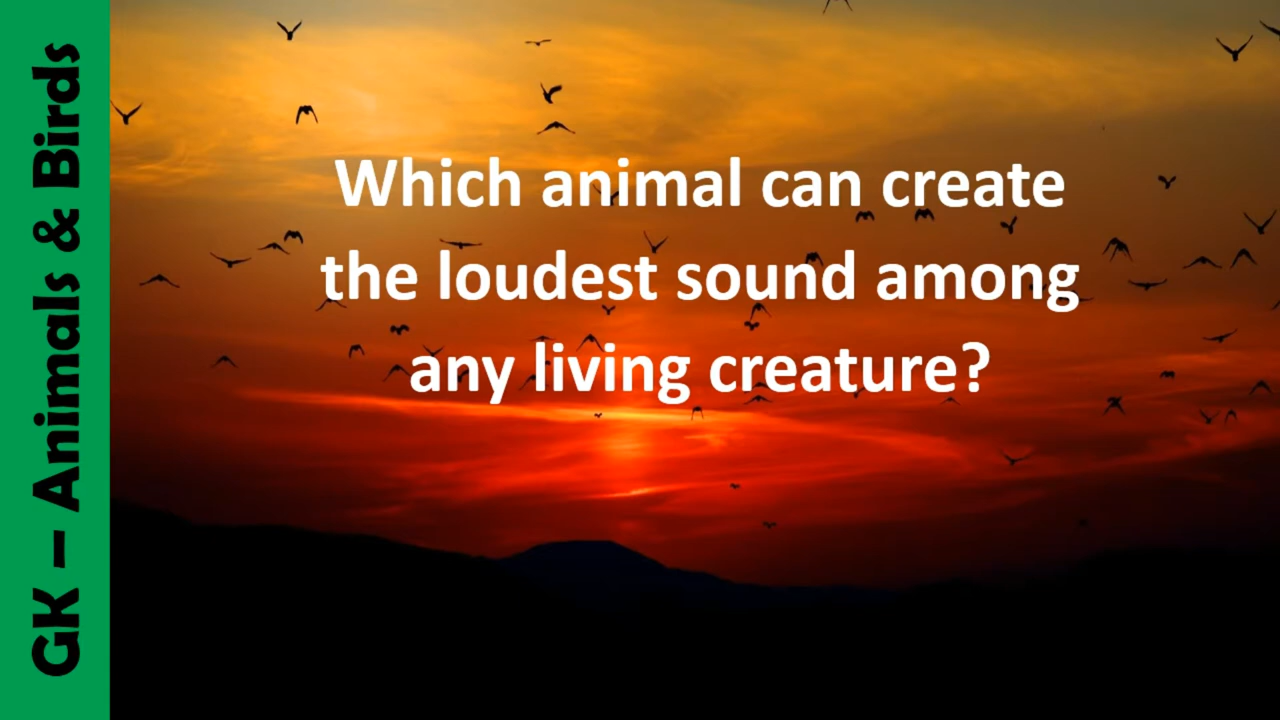 GK – Animals & Birds
Which animal can create
the loudest sound among
any living creature?